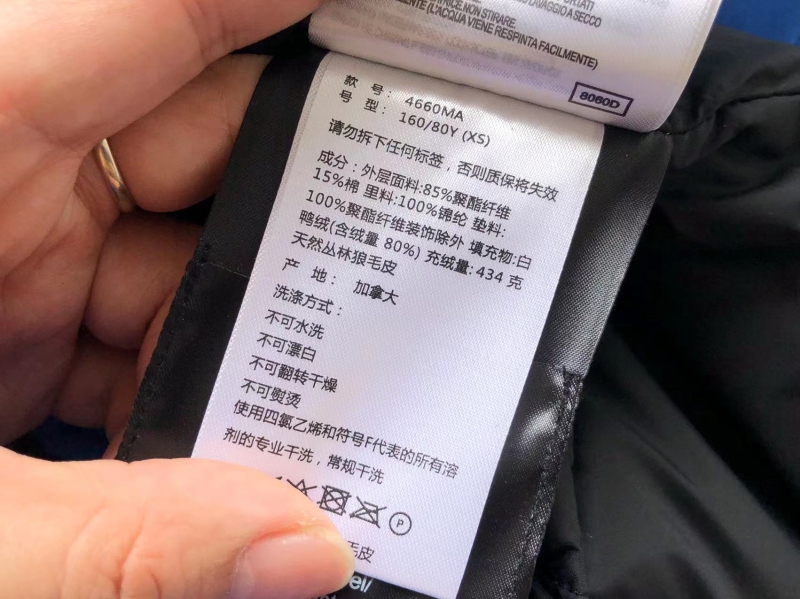 LAVAGGIO A SECCO
NON STIRARE.
(L'ACQUA VIENE RESPINTA FACILMENTE)
8060D
款 号： 4660MA
号 型： 160/80Y (XS)
请勿拆下任何标签，否则质保将失效
成分：外层面料:85%聚酯纤维
15%棉 里料:100%锦纶 垫料:
100%聚酯纤维装饰除外 填充物:白
鸭绒(含绒量 80%) 充绒量:434 克
天然丛林狼毛皮
产 地： 加拿大
洗涤方式：
不可水洗
不可漂白
不可翻转干燥
不可熨烫
使用四氯乙烯和符号F代表的所有溶
剂的专业干洗，常规干洗
P
毛皮